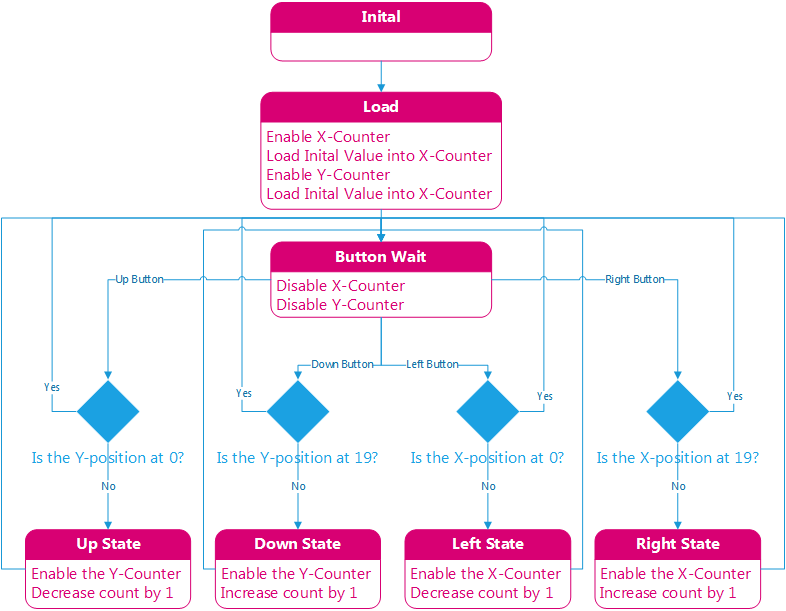 Inital
Load
Enable X-Counter
Load Inital Value into X-Counter
Enable Y-Counter
Load Inital Value into X-Counter
Button Wait
Disable X-Counter
Disable Y-Counter
Up Button
Right Button
Down Button
Left Button
Yes
Yes
Yes
Yes
Is the Y-position at 0?
Is the Y-position at 19?
Is the X-position at 0?
Is the X-position at 19?
No
No
No
No
Up State
Enable the Y-Counter
Decrease count by 1
Down State
Enable the Y-Counter
Increase count by 1
Left State
Enable the X-Counter
Decrease count by 1
Right State
Enable the X-Counter
Increase count by 1